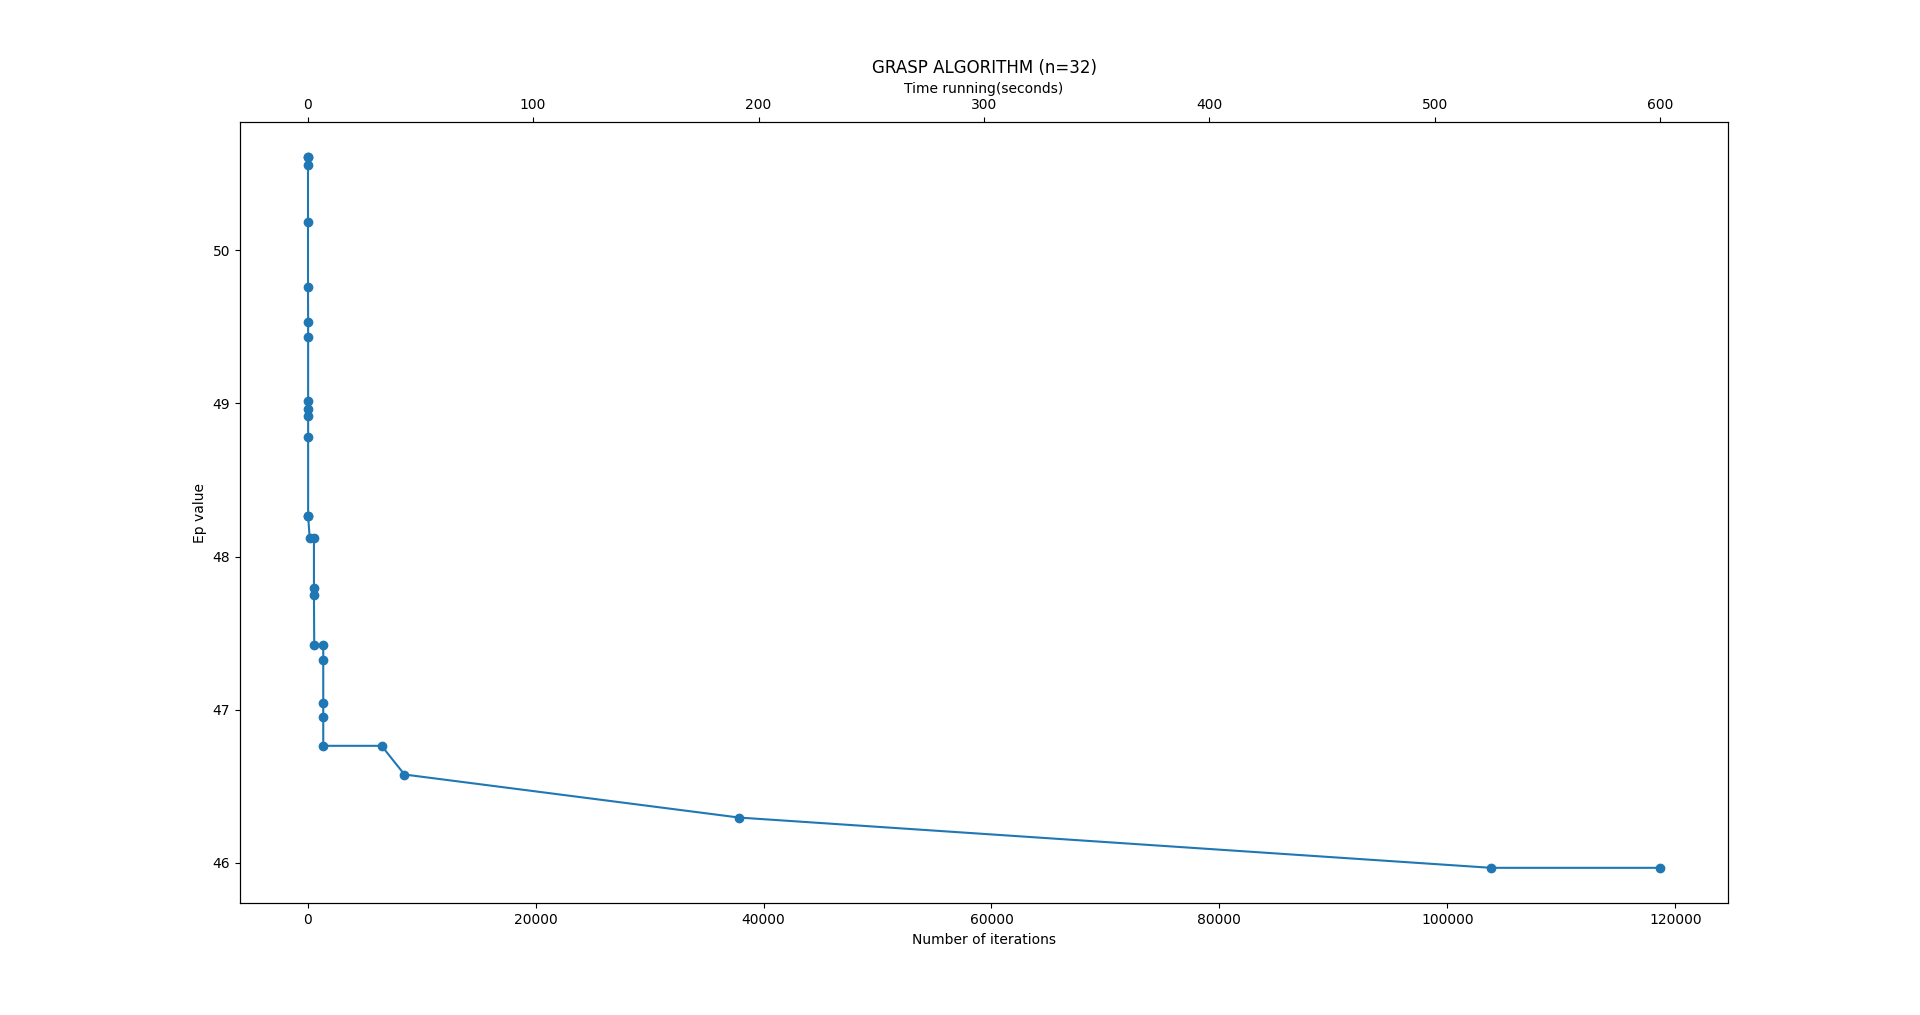 GRASP ALGORITHM (n=32)
Time running(seconds)
0 100 200 300 400 500 600
50
49
48
47
46
Ep value
0 20000 40000 60000 80000 100000 120000
Number of iterations